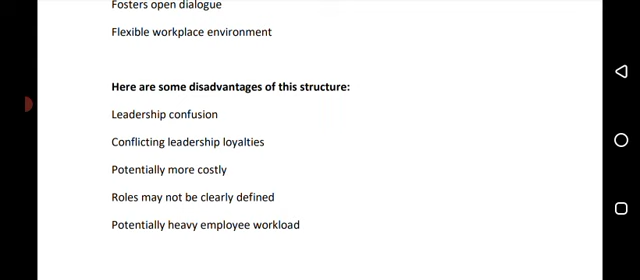 Fosters open dialogue
Flexible workplace environment
Here are some disadvantages of this structure:
Leadership confusion
Conflicting leadership loyalties
Potentially more costly
Roles may not be clearly defined
Potentially heavy employee workload